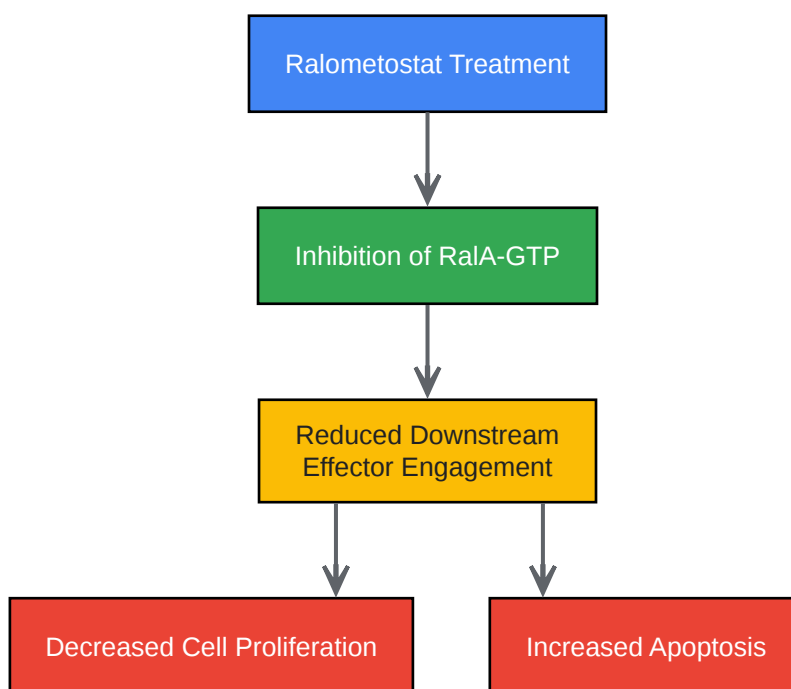 Ralometostat Treatment
Inhibition of RalA-GTP
Reduced Downstream
Effector Engagement
Decreased Cell Proliferation
Increased Apoptosis